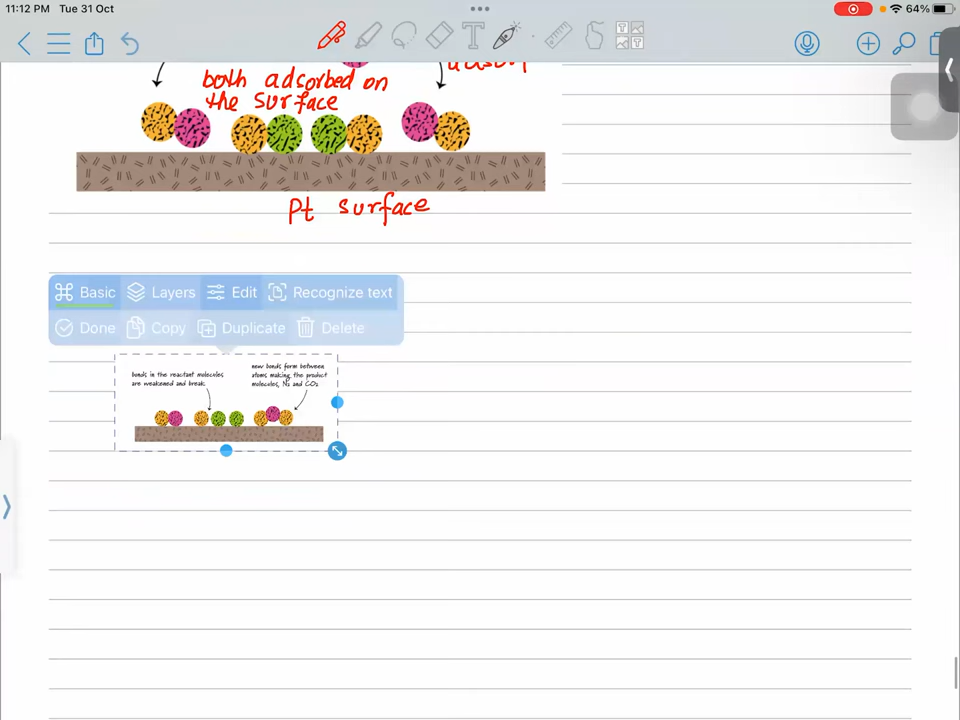 11:12 PM Tue 31 Oct
64%
both adsorbed on
the surface
Pt surface
Basic Layers Edit Recognize text
Done Copy Duplicate Delete
bonds in the reactant molecules
are weakened and break.
new bonds form between
atoms making the product
molecules, N₂ and CO₂